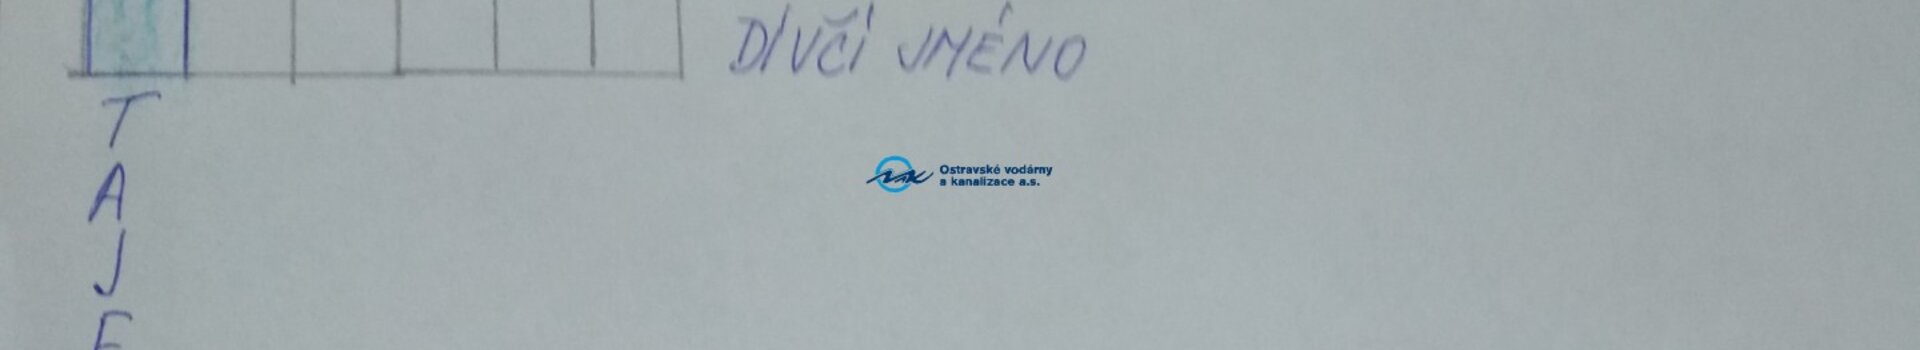 DÍVČÍ JMÉNO
T
A
J
Ostravské vodárny
a kanalizace a.s.